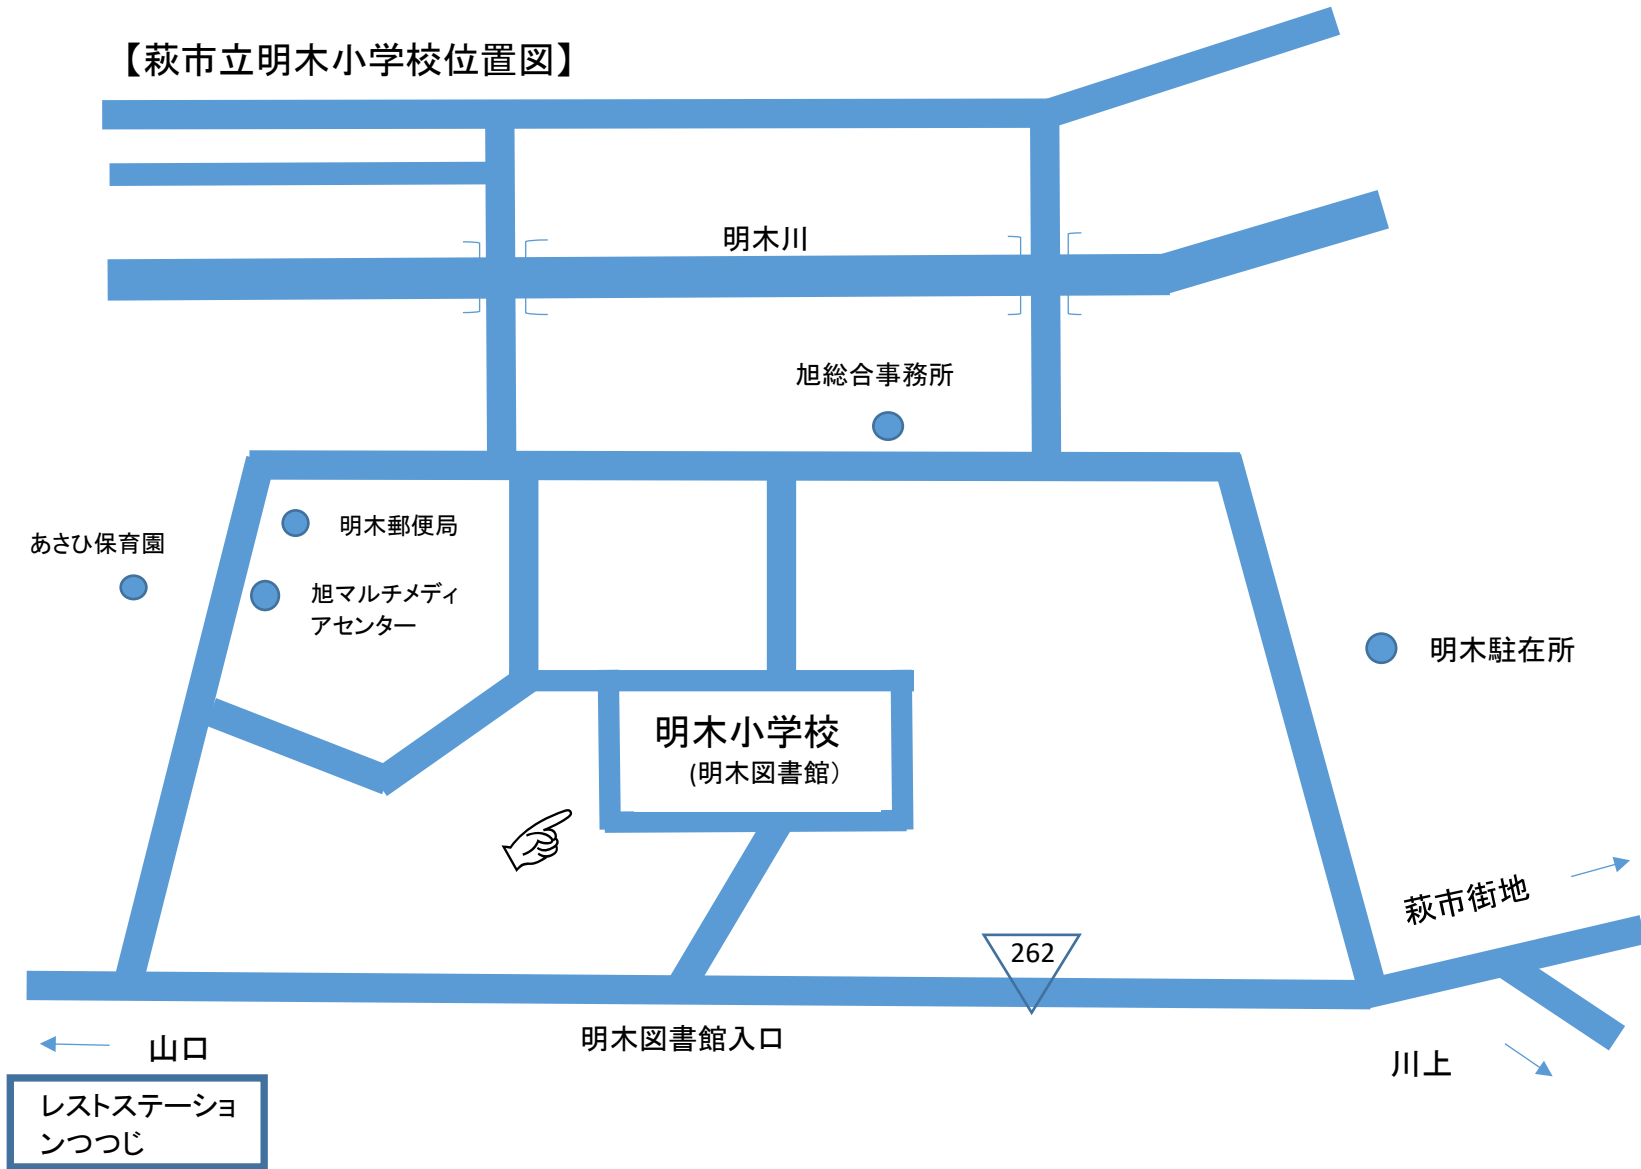 【萩市立明木小学校位置図】
明木川
旭総合事務所
明木郵便局
あさひ保育園
旭マルチメディ
アセンター
明木駐在所
明木小学校
(明木図書館）
萩市街地
262
明木図書館入口
山口
川上
レストステーショ
ンつつじ